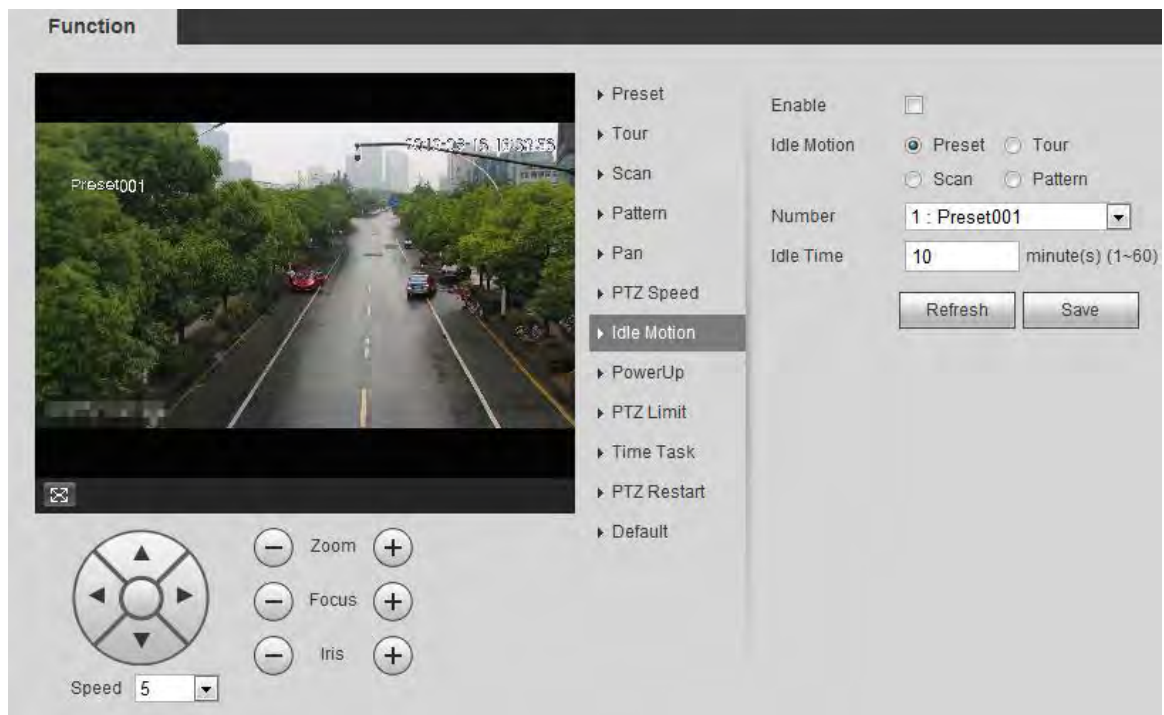 Function
Preset001
Preset
Tour
Scan
Pattern
Pan
PTZ Speed
Idle Motion
PowerUp
PTZ Limit
Time Task
PTZ Restart
Default
Enable
Idle Motion
Preset Tour
Scan Pattern
Number 1 : Preset001
Idle Time 10 minute(s) (1~60)
Refresh Save
Zoom
Focus
Iris
Speed 5